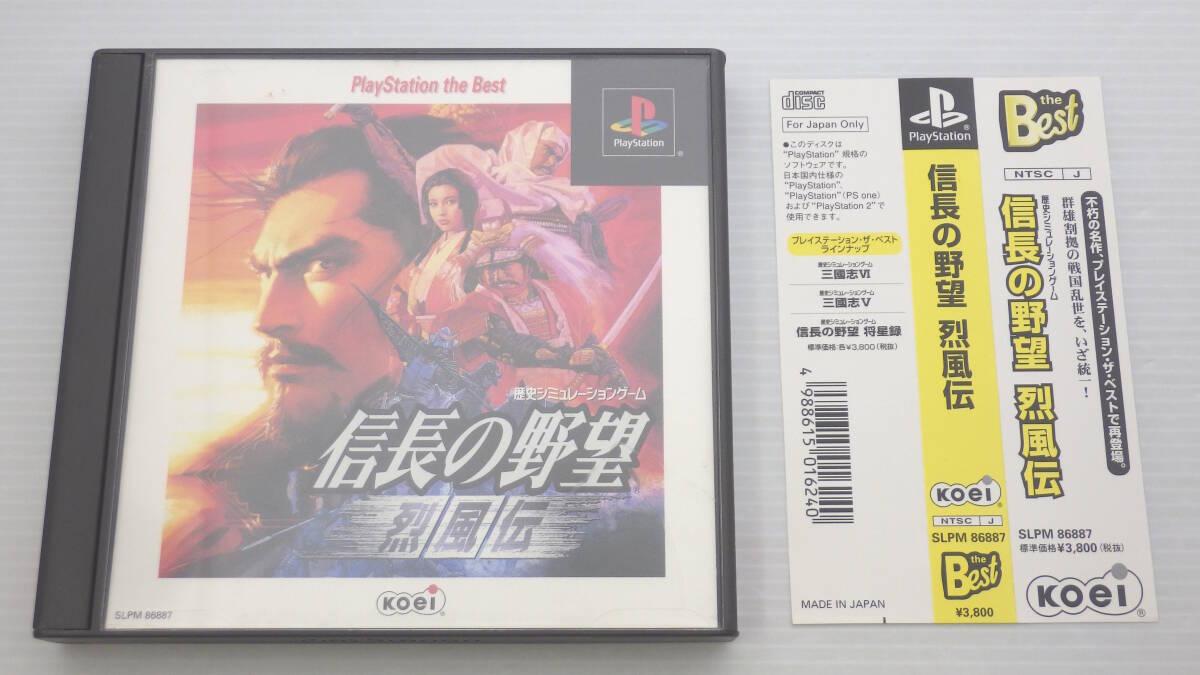 PlayStation the Best
PlayStation
®
歴史シミュレーションゲーム
信長の野望
烈風伝
SLPM 86887
KOEI
®
COMPACT
disc
For Japan Only
●このディスクは
"PlayStation" 規格の
ソフトウェアです。
日本国内仕様の
"PlayStation"、
"PlayStation"(PS one)
および"PlayStation 2"で
使用できます。
プレイステーション・ザ・ベスト
ラインナップ
歴史シミュレーションゲーム
三國志Ⅵ
歴史シミュレーションゲーム
三國志Ⅴ
歴史シミュレーションゲーム
信長の野望 将星録
標準価格:各¥3,800(税抜)
4 988615 016240
MADE IN JAPAN
PlayStation®
信長の野望 烈風伝
KOEI
®
NTSC J
SLPM 86887
the
Best
¥3,800
the
Best
NTSC J
不朽の名作、プレイステーション・ザ・ベストで再登場。
群雄割拠の戦国乱世を、いざ統一!
歴史シミュレーションゲーム
信長の野望 烈風伝
SLPM 86887
標準価格¥3,800(税抜)
KOEI
®